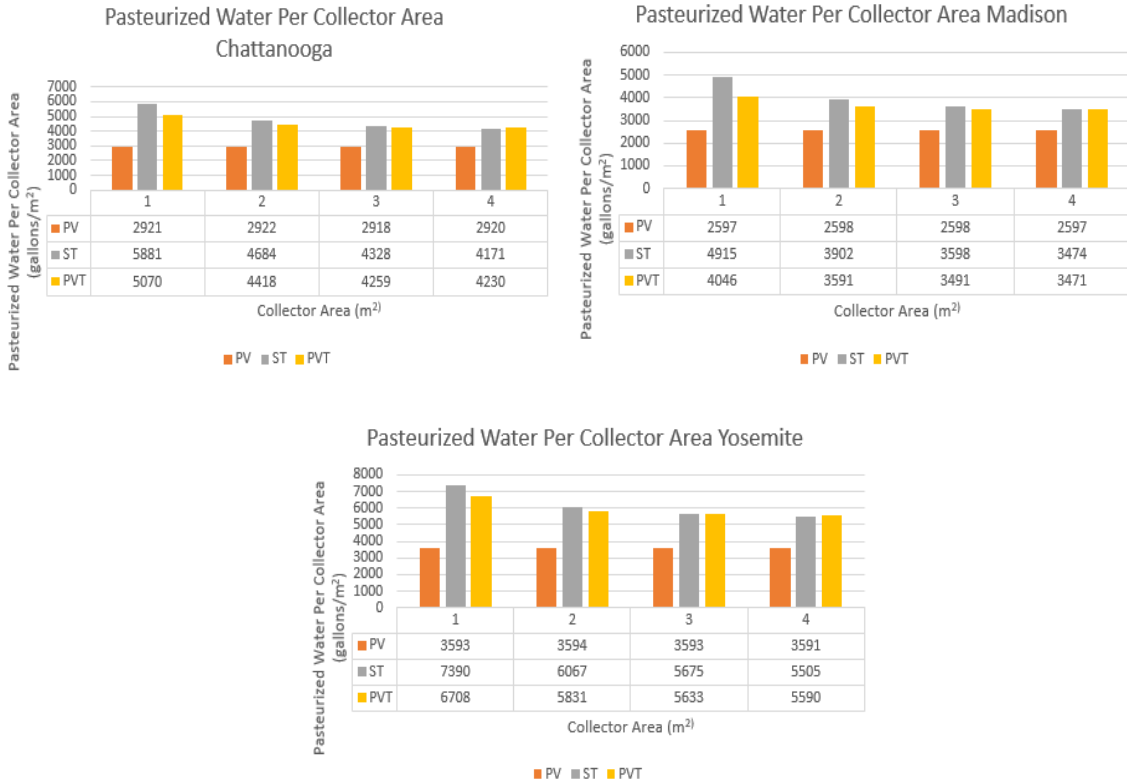 Pasteurized Water Per Collector Area
Chattanooga
Pasteurized Water Per Collector Area
(gallons/m²)
7000
6000
5000
4000
3000
2000
1000
0
1 2 3 4
PV 2921 2922 2918 2920
ST 5881 4684 4328 4171
PVT 5070 4418 4259 4230
Collector Area (m²)
PV ST PVT
Pasteurized Water Per Collector Area Madison
Pasteurized Water Per Collector Area
(gallons/m²)
6000
5000
4000
3000
2000
1000
0
1 2 3 4
PV 2597 2598 2598 2597
ST 4915 3902 3598 3474
PVT 4046 3591 3491 3471
Collector Area (m²)
PV ST PVT
Pasteurized Water Per Collector Area Yosemite
Pasteurized Water Per Collector Area
(gallons/m²)
8000
7000
6000
5000
4000
3000
2000
1000
0
1 2 3 4
PV 3593 3594 3593 3591
ST 7390 6067 5675 5505
PVT 6708 5831 5633 5590
Collector Area (m²)
PV ST PVT